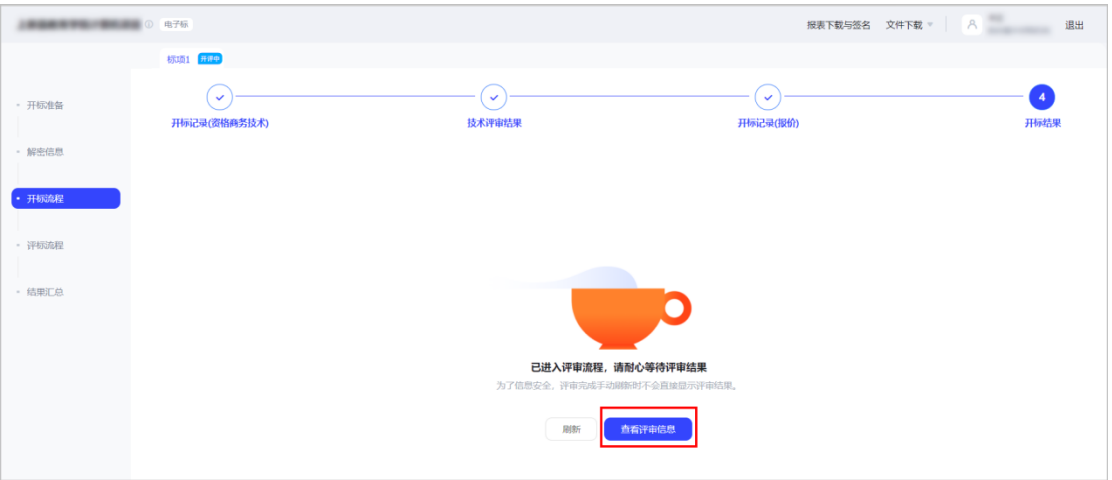 电子标
报表下载与签名 文件下载 退出
标项1 开评中
开标准备
解密信息
开标流程
评标流程
结果汇总
4
开标记录(资格商务技术) 技术评审结果 开标记录(报价) 开标结果
已进入评审流程，请耐心等待评审结果
为了信息安全，评审完成手动刷新时不会直接显示评审结果。
刷新 查看评审信息